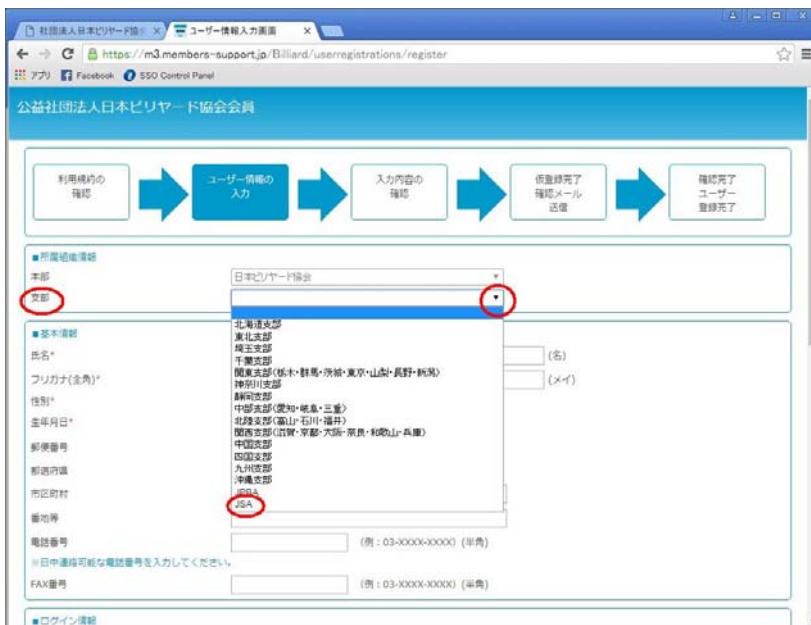 社団法人日本ビリヤード協会
ユーザー情報入力画面
https://m3.members-support.jp/Billiard/userregistrations/register
アプリ Facebook SSO Control Panel
公益社団法人日本ビリヤード協会会員
利用規約の
確認
ユーザー情報の
入力
入力内容の
確認
仮登録完了
確認メール
送信
確認完了
ユーザー
登録完了
■所属組織情報
本部 日本ビリヤード協会
支部
北海道支部
東北支部
埼玉支部
千葉支部
関東支部(栃木・群馬・茨城・東京・山梨・長野・新潟)
神奈川支部
静岡支部
中部支部(愛知・岐阜・三重)
北陸支部(富山・石川・福井)
関西支部(滋賀・京都・大阪・奈良・和歌山・兵庫)
中国支部
四国支部
九州支部
沖縄支部
JPBA
JSA
■基本情報
氏名* (名)
フリガナ(全角)* (メイ)
性別*
生年月日*
郵便番号
都道府県
市区町村
番地等
電話番号 (例:03-XXXX-XXXX) (半角)
※日中連絡可能な電話番号を入力してください。
FAX番号 (例:03-XXXX-XXXX) (半角)
■ログイン情報